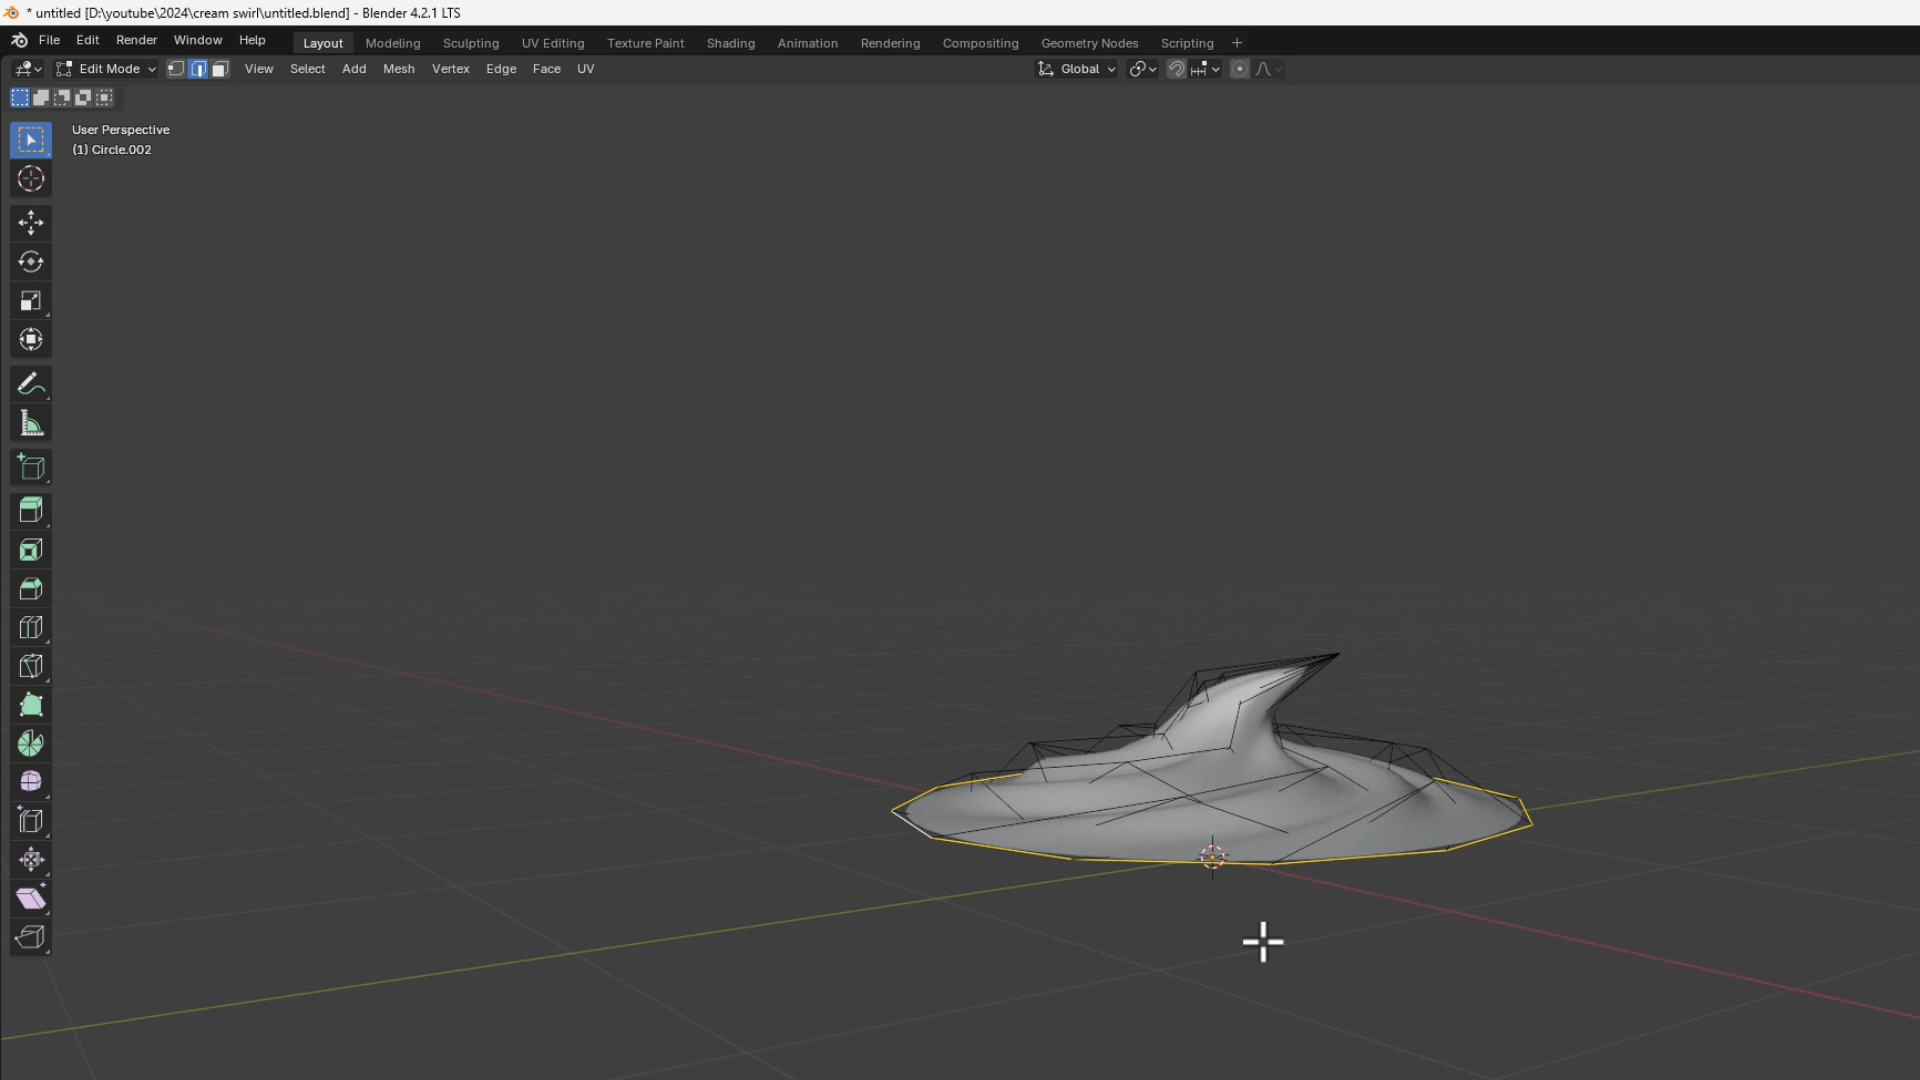 * untitled [D:\youtube\2024\cream swirl\untitled.blend] - Blender 4.2.1 LTS
File Edit Render Window Help Layout Modeling Sculpting UV Editing Texture Paint Shading Animation Rendering Compositing Geometry Nodes Scripting +
Edit Mode View Select Add Mesh Vertex Edge Face UV Global
User Perspective
(1) Circle.002